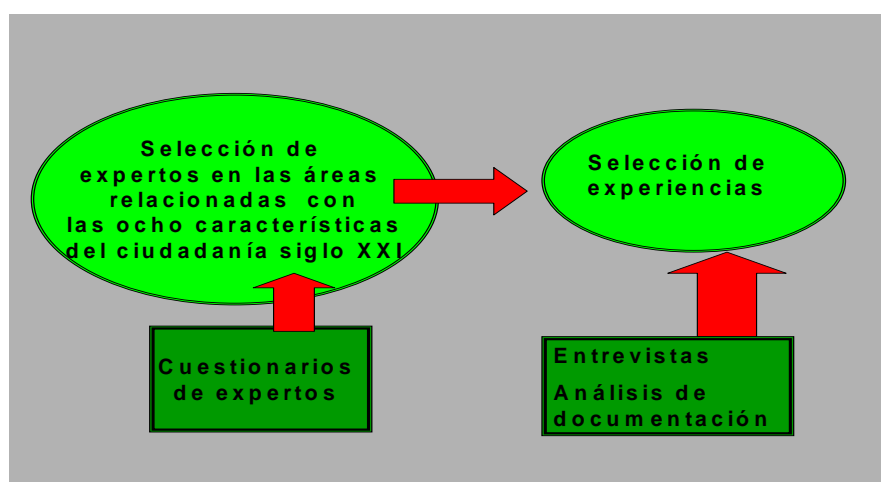 Selección de
expertos en las áreas
relacionadas con
las ocho características
del ciudadanía siglo XXI
Selección de
experiencias
Cuestionarios
de expertos
Entrevistas
Análisis de
documentación